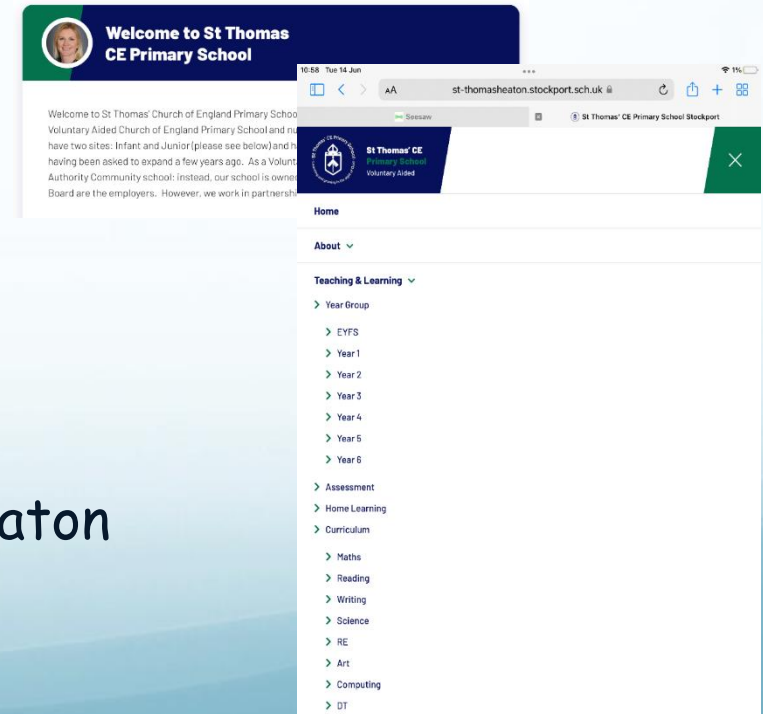 Welcome to St Thomas
CE Primary School
Welcome to St Thomas' Church of England Primary Schoo
Voluntary Aided Church of England Primary School and nu
have two sites: Infant and Junior (please see below) and h
having been asked to expand a few years ago. As a Volunt
Authority Community school: instead, our school is owne
Board are the employers. However, we work in partnershi
10:58 Tue 14 Jun
1%
AA
st-thomasheaton.stockport.sch.uk
Seesaw
St Thomas' CE Primary School Stockport
St Thomas' CE
Primary School
Voluntary Aided
Home
About
Teaching & Learning
Year Group
EYFS
Year 1
Year 2
Year 3
Year 4
Year 5
Year 6
Assessment
Home Learning
Curriculum
Maths
Reading
Writing
Science
RE
Art
Computing
DT
aton